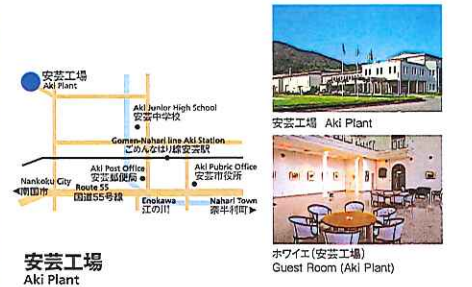 安芸工場
Aki Plant
Aki Junior High School
安芸中学校
Gomen-Nahari line Aki Station
ごめんなはり線安芸駅
Aki Post Office
安芸郵便局
Aki Pubric Office
安芸市役所
Nankoku City
◀南国市
Route 55
国道55号線
Enokawa
江の川
Nahari Town
奈半利町▶
安芸工場
Aki Plant
安芸工場 Aki Plant
ホワイエ(安芸工場)
Guest Room (Aki Plant)